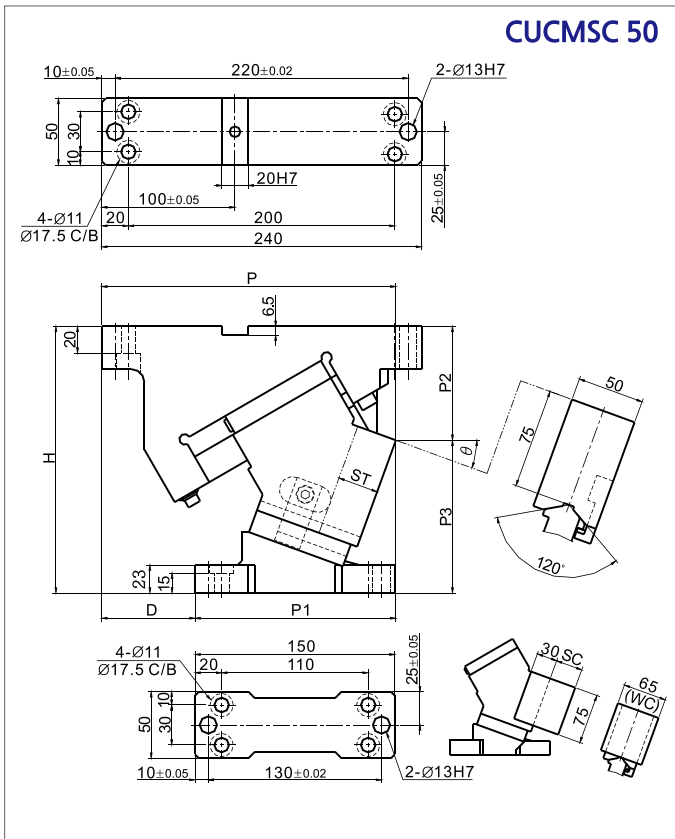 CUCMSC 50
10±0.05
220±0.02
2-Ø13H7
50
30
10
20H7
25±0.05
100±0.05
4-Ø11
Ø17.5 C/B
20
200
240
P
6.5
20
P2
50
75
H
θ
ST
P3
120°
23
15
D
P1
150
4-Ø11
Ø17.5 C/B
20
110
25±0.05
30
SC
75
65
(WC)
10
30
50
2-Ø13H7
10±0.05
130±0.02